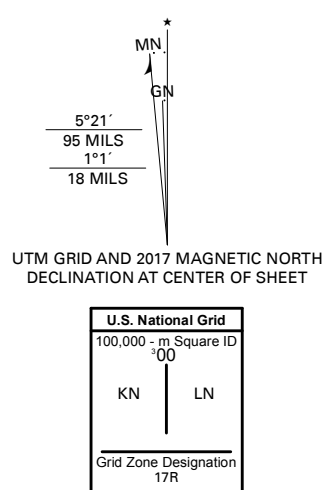 ★
MN
GN
5°21´
95 MILS
1°1´
18 MILS
UTM GRID AND 2017 MAGNETIC NORTH
DECLINATION AT CENTER OF SHEET
U.S. National Grid
100,000 - m Square ID
³00
KN LN
Grid Zone Designation
17R